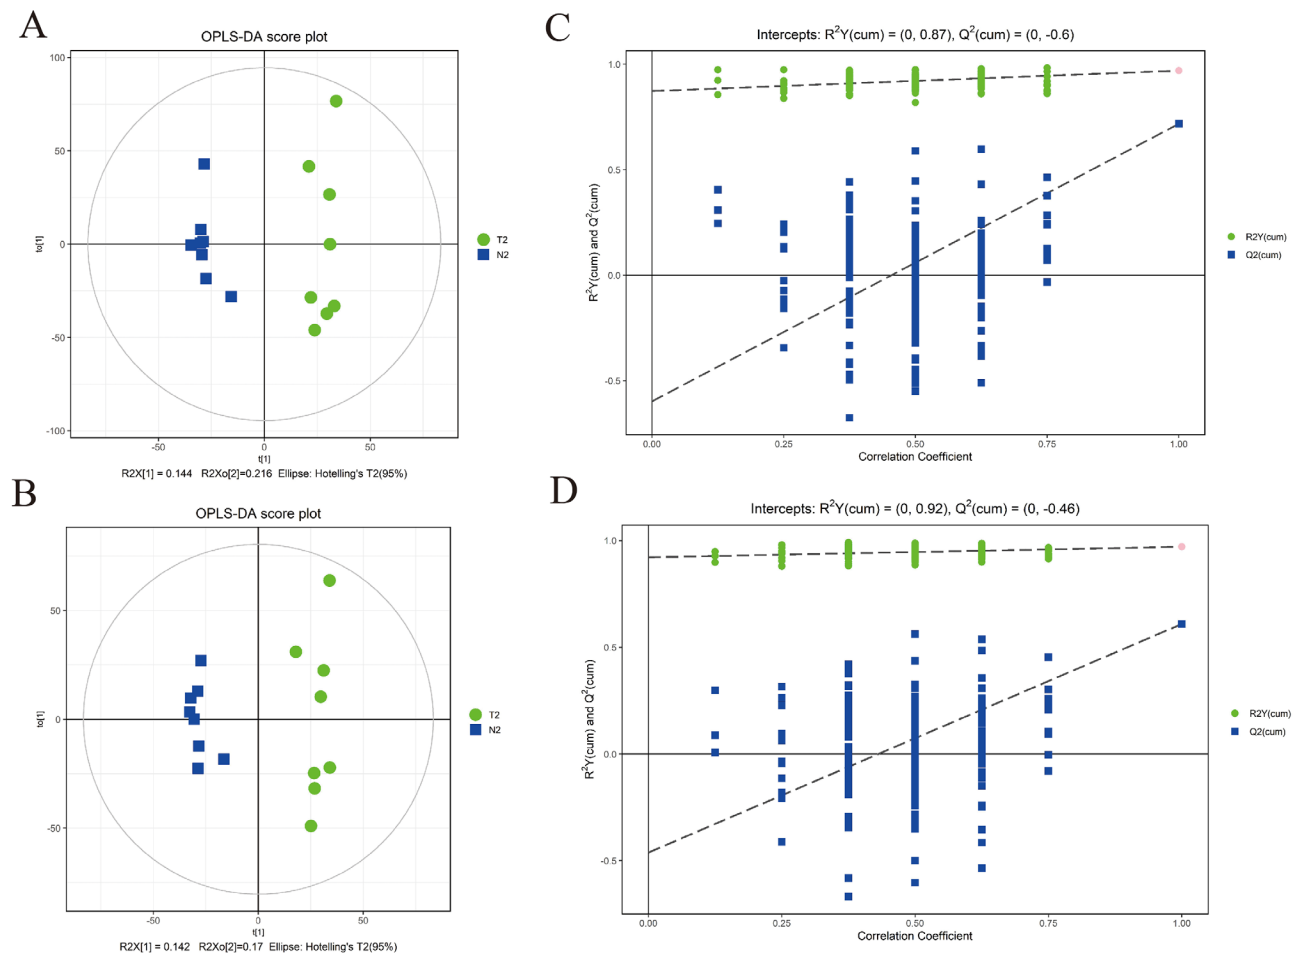 A
OPLS-DA score plot
100
50
0
-50
-100
to[1]
-50
0
50
t[1]
R2X[1] = 0.144 R2Xo[2]=0.216 Ellipse: Hotelling's T2(95%)
T2
N2
C
Intercepts: R²Y(cum) = (0, 0.87), Q²(cum) = (0, -0.6)
1.0
0.5
0.0
-0.5
R²Y(cum) and Q²(cum)
0.00
0.25
0.50
0.75
1.00
Correlation Coefficient
R2Y(cum)
Q2(cum)
B
OPLS-DA score plot
50
0
-50
to[1]
-50
0
50
t[1]
R2X[1] = 0.142 R2Xo[2]=0.17 Ellipse: Hotelling's T2(95%)
T2
N2
D
Intercepts: R²Y(cum) = (0, 0.92), Q²(cum) = (0, -0.46)
1.0
0.5
0.0
-0.5
R²Y(cum) and Q²(cum)
0.00
0.25
0.50
0.75
1.00
Correlation Coefficient
R2Y(cum)
Q2(cum)